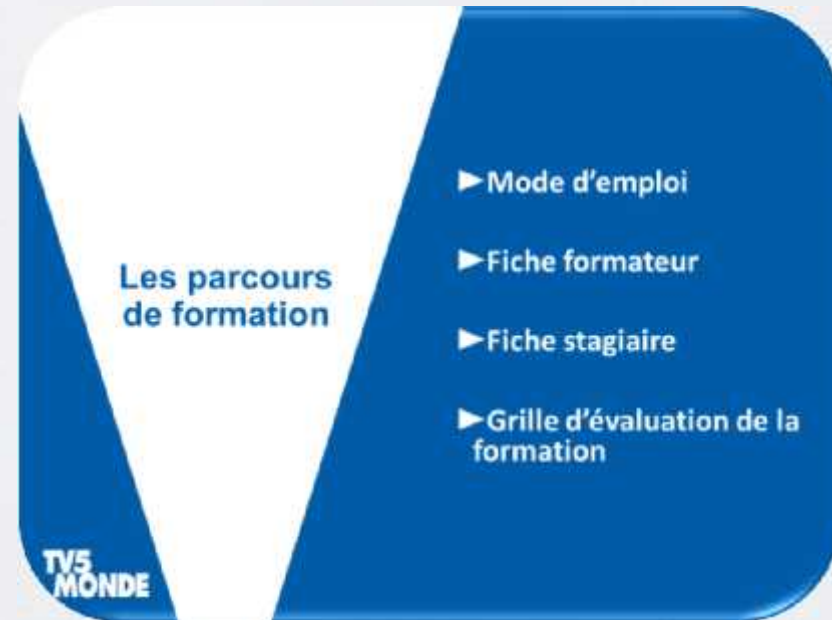 Les parcours
de formation
►Mode d'emploi
►Fiche formateur
►Fiche stagiaire
►Grille d'évaluation de la
formation
TV5
MONDE